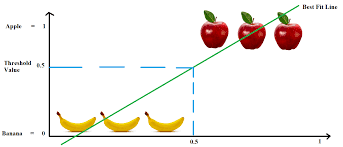 Best Fit Line
Apple = 1
Threshold
Value 0.5
Banana = 0
0.5
1